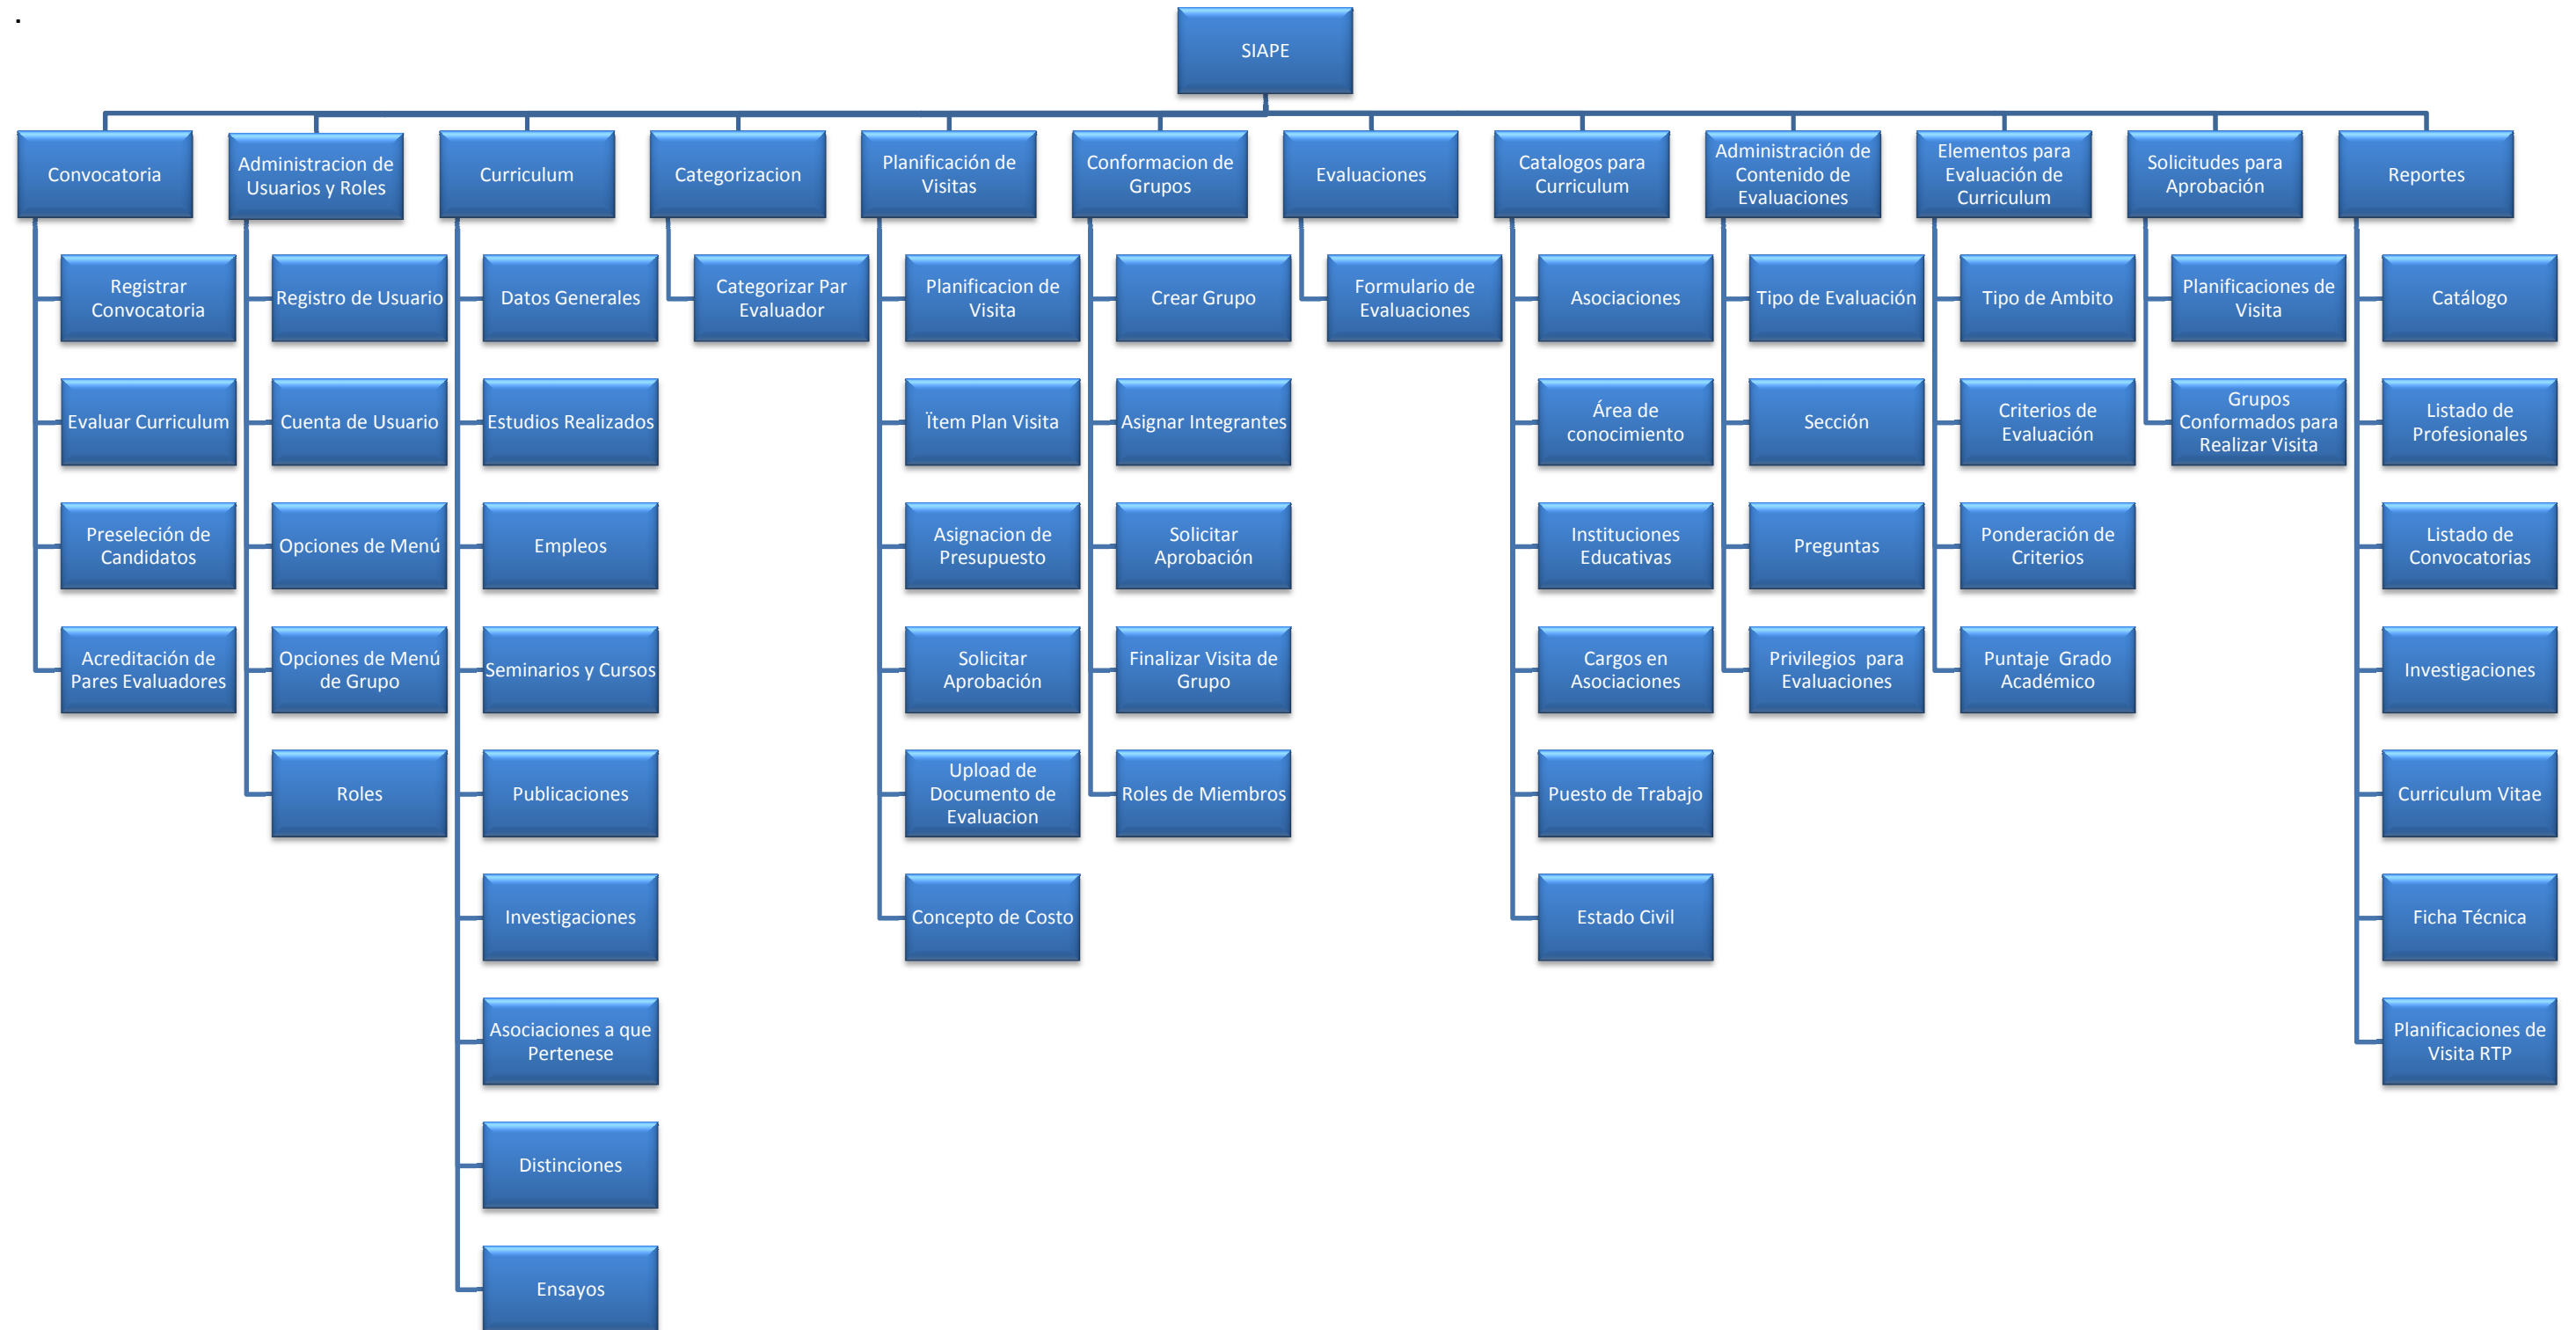 .
SIAPE
Convocatoria
Registrar
Convocatoria
Evaluar Curriculum
Preseleción de
Candidatos
Acreditación de
Pares Evaluadores
Administracion de
Usuarios y Roles
Registro de Usuario
Cuenta de Usuario
Opciones de Menú
Opciones de Menú
de Grupo
Roles
Curriculum
Datos Generales
Estudios Realizados
Empleos
Seminarios y Cursos
Publicaciones
Investigaciones
Asociaciones a que
Pertenese
Distinciones
Ensayos
Categorizacion
Categorizar Par
Evaluador
Planificación de
Visitas
Planificacion de
Visita
Ïtem Plan Visita
Asignacion de
Presupuesto
Solicitar
Aprobación
Upload de
Documento de
Evaluacion
Concepto de Costo
Conformacion de
Grupos
Crear Grupo
Asignar Integrantes
Solicitar
Aprobación
Finalizar Visita de
Grupo
Roles de Miembros
Evaluaciones
Formulario de
Evaluaciones
Catalogos para
Curriculum
Asociaciones
Área de
conocimiento
Instituciones
Educativas
Cargos en
Asociaciones
Puesto de Trabajo
Estado Civil
Administración de
Contenido de
Evaluaciones
Tipo de Evaluación
Sección
Preguntas
Privilegios para
Evaluaciones
Elementos para
Evaluación de
Curriculum
Tipo de Ambito
Criterios de
Evaluación
Ponderación de
Criterios
Puntaje Grado
Académico
Solicitudes para
Aprobación
Planificaciones de
Visita
Grupos
Conformados para
Realizar Visita
Reportes
Catálogo
Listado de
Profesionales
Listado de
Convocatorias
Investigaciones
Curriculum Vitae
Ficha Técnica
Planificaciones de
Visita RTP